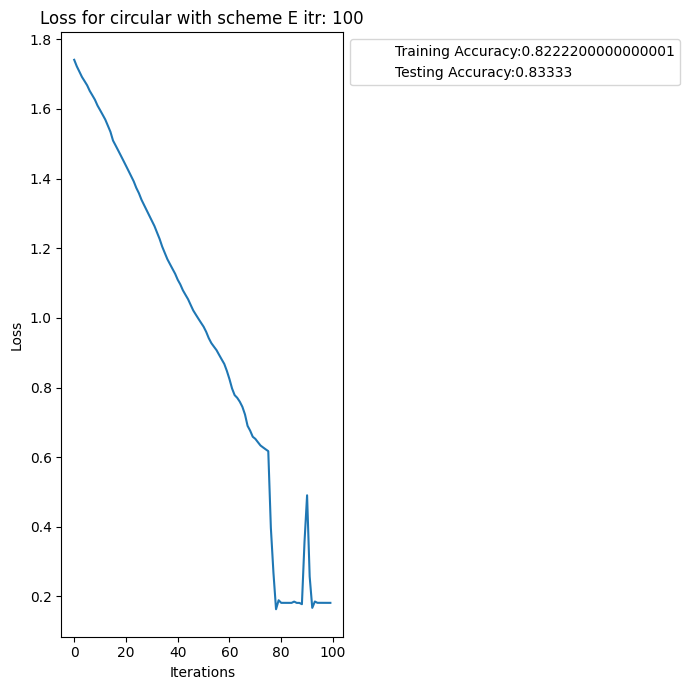 Loss for circular with scheme E itr: 100
Training Accuracy:0.8222200000000001
Testing Accuracy:0.83333
1.8
1.6
1.4
1.2
1.0
0.8
0.6
0.4
0.2
Loss
0 20 40 60 80 100
Iterations